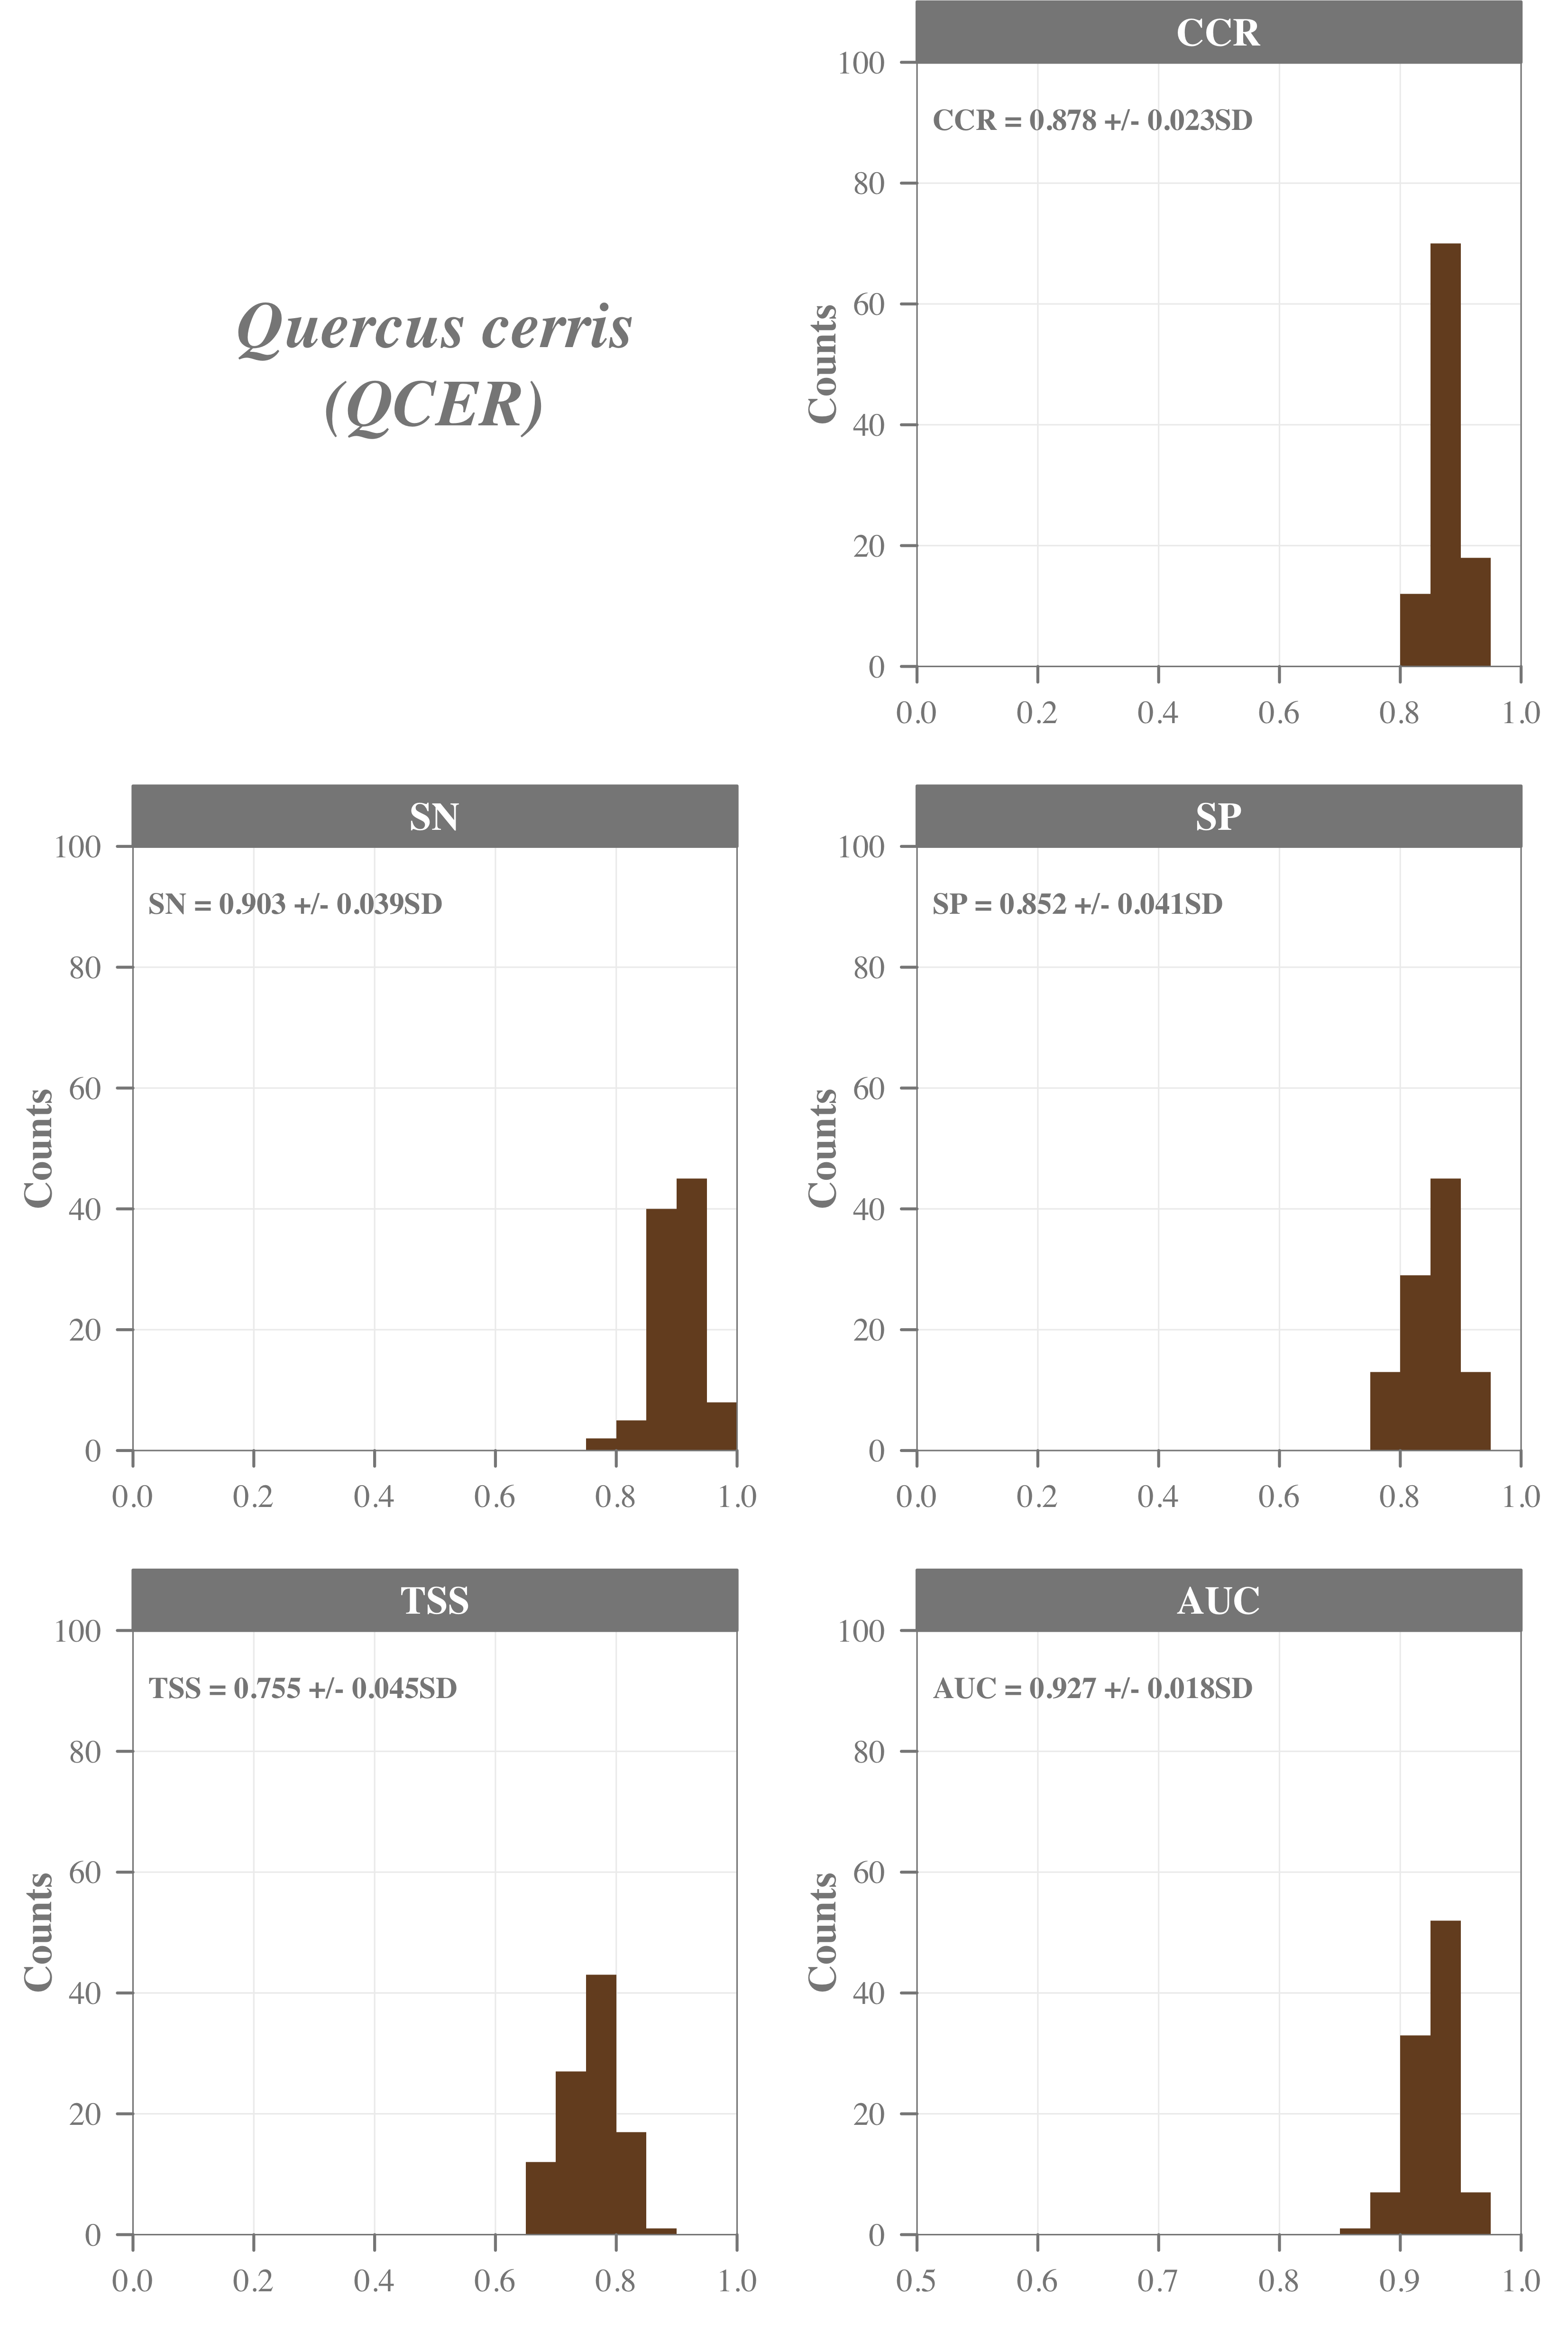 Quercus cerris
(QCER)
CCR
CCR = 0.878 +/- 0.023SD
Counts
100
80
60
40
20
0
0.0 0.2 0.4 0.6 0.8 1.0
SN
SN = 0.903 +/- 0.039SD
Counts
100
80
60
40
20
0
0.0 0.2 0.4 0.6 0.8 1.0
SP
SP = 0.852 +/- 0.041SD
Counts
100
80
60
40
20
0
0.0 0.2 0.4 0.6 0.8 1.0
TSS
TSS = 0.755 +/- 0.045SD
Counts
100
80
60
40
20
0
0.0 0.2 0.4 0.6 0.8 1.0
AUC
AUC = 0.927 +/- 0.018SD
Counts
100
80
60
40
20
0
0.5 0.6 0.7 0.8 0.9 1.0